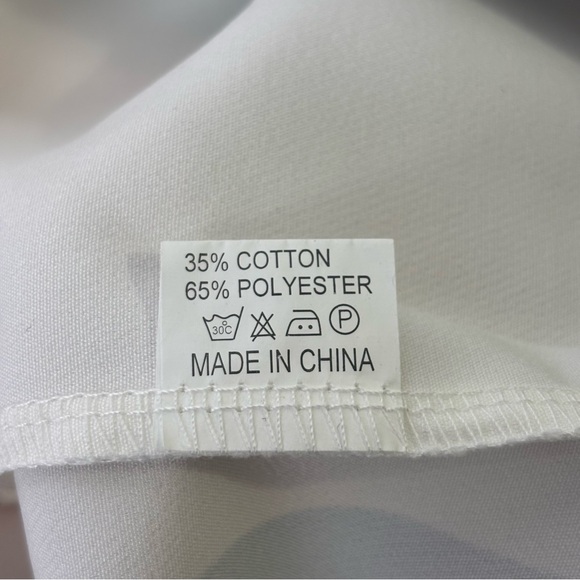 35% COTTON
65% POLYESTER
30C P
MADE IN CHINA